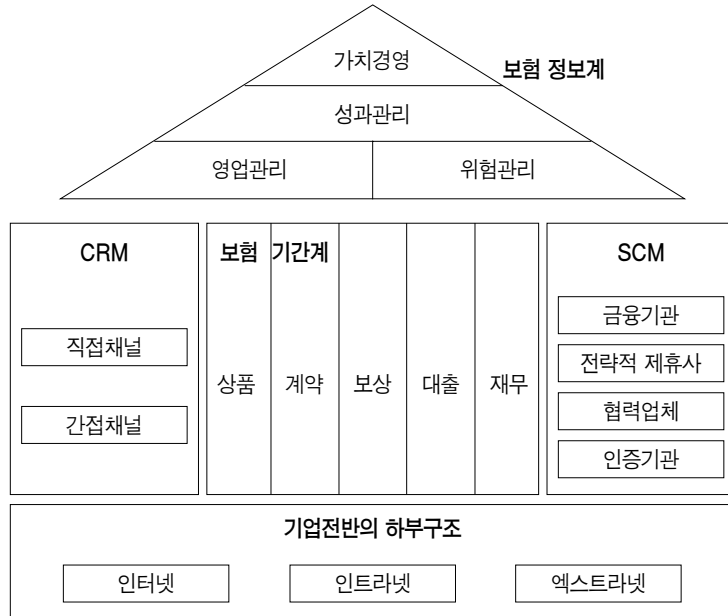 가치경영
보험 정보계
성과관리
영업관리 위험관리
CRM
직접채널
간접채널
보험 기간계
상품 계약 보상 대출 재무
SCM
금융기관
전략적 제휴사
협력업체
인증기관
기업전반의 하부구조
인터넷 인트라넷 엑스트라넷